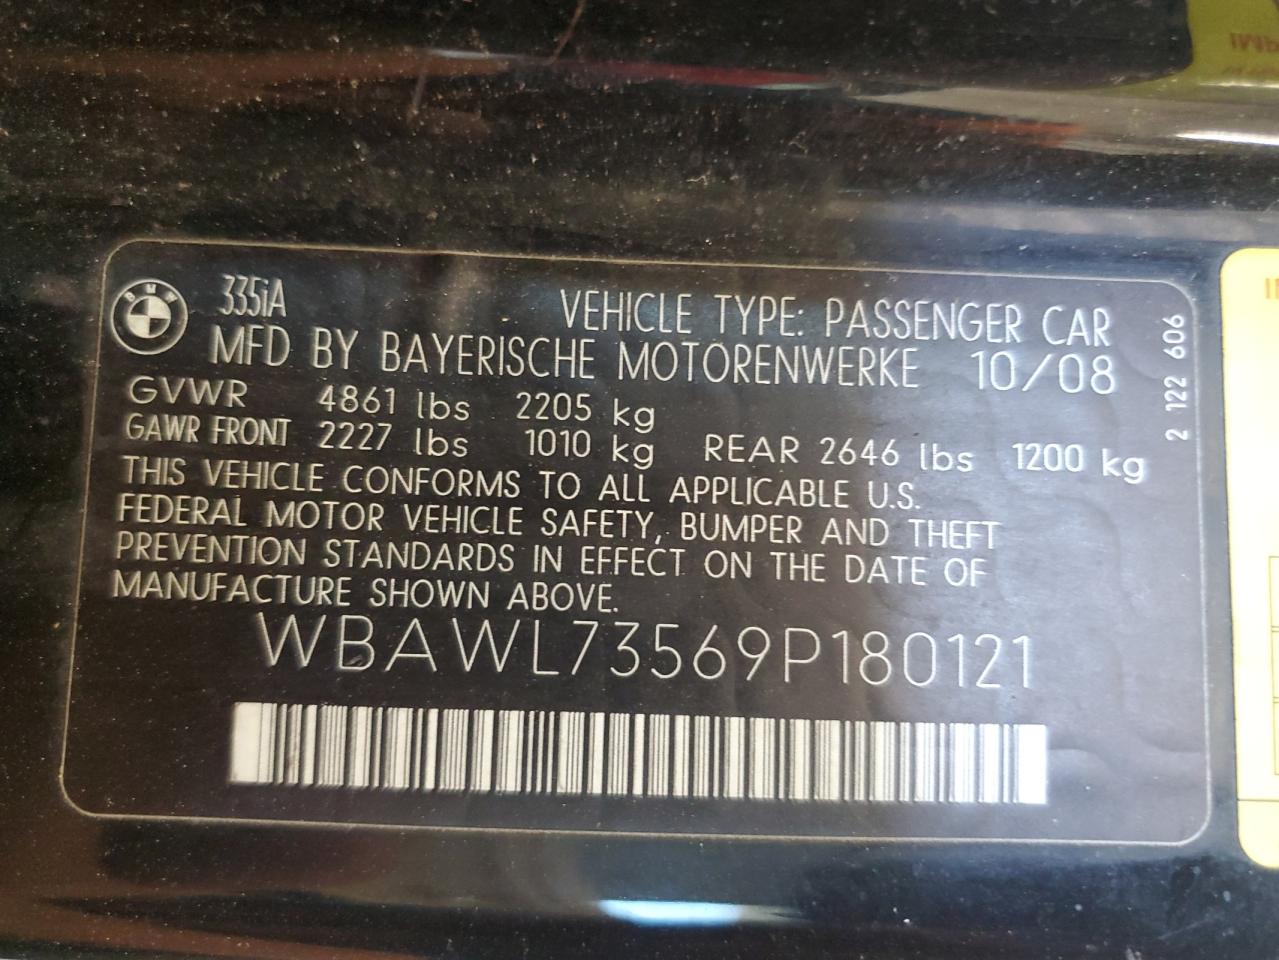 BMW
335iA
VEHICLE TYPE: PASSENGER CAR
MFD BY BAYERISCHE MOTORENWERKE 10/08
GVWR 4861 lbs 2205 kg
GAWR FRONT 2227 lbs 1010 kg REAR 2646 lbs 1200 kg
THIS VEHICLE CONFORMS TO ALL APPLICABLE U.S.
FEDERAL MOTOR VEHICLE SAFETY, BUMPER AND THEFT
PREVENTION STANDARDS IN EFFECT ON THE DATE OF
MANUFACTURE SHOWN ABOVE.
WBAWL73569P180121
2 122 606